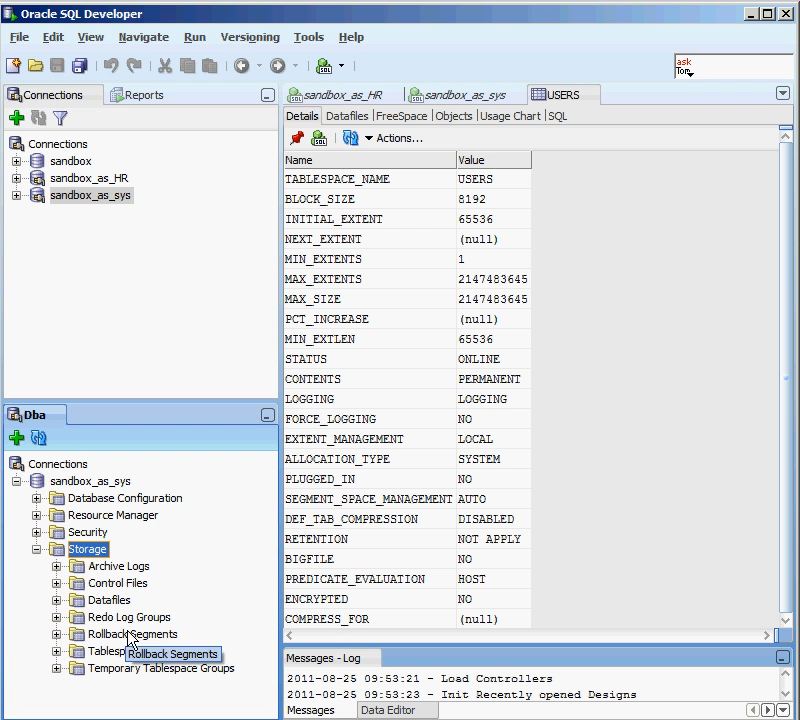 Oracle SQL Developer
File Edit View Navigate Run Versioning Tools Help
SQL
ask
Tom
Connections Reports
Connections
sandbox
sandbox_as_HR
sandbox_as_sys
sandbox_as_HR sandbox_as_sys USERS
Details Datafiles FreeSpace Objects Usage Chart SQL
SQL Actions...
Name Value
TABLESPACE_NAME USERS
BLOCK_SIZE 8192
INITIAL_EXTENT 65536
NEXT_EXTENT (null)
MIN_EXTENTS 1
MAX_EXTENTS 2147483645
MAX_SIZE 2147483645
PCT_INCREASE (null)
MIN_EXTLEN 65536
STATUS ONLINE
CONTENTS PERMANENT
LOGGING LOGGING
FORCE_LOGGING NO
EXTENT_MANAGEMENT LOCAL
ALLOCATION_TYPE SYSTEM
PLUGGED_IN NO
SEGMENT_SPACE_MANAGEMENT AUTO
DEF_TAB_COMPRESSION DISABLED
RETENTION NOT APPLY
BIGFILE NO
PREDICATE_EVALUATION HOST
ENCRYPTED NO
COMPRESS_FOR (null)
Dba
Connections
sandbox_as_sys
Database Configuration
Resource Manager
Security
Storage
Archive Logs
Control Files
Datafiles
Redo Log Groups
Rollback Segments
Rollback Segments
Temporary Tablespace Groups
Messages - Log
2011-08-25 09:53:21 - Load Controllers
2011-08-25 09:53:23 - Init Recently opened Designs
Messages Data Editor